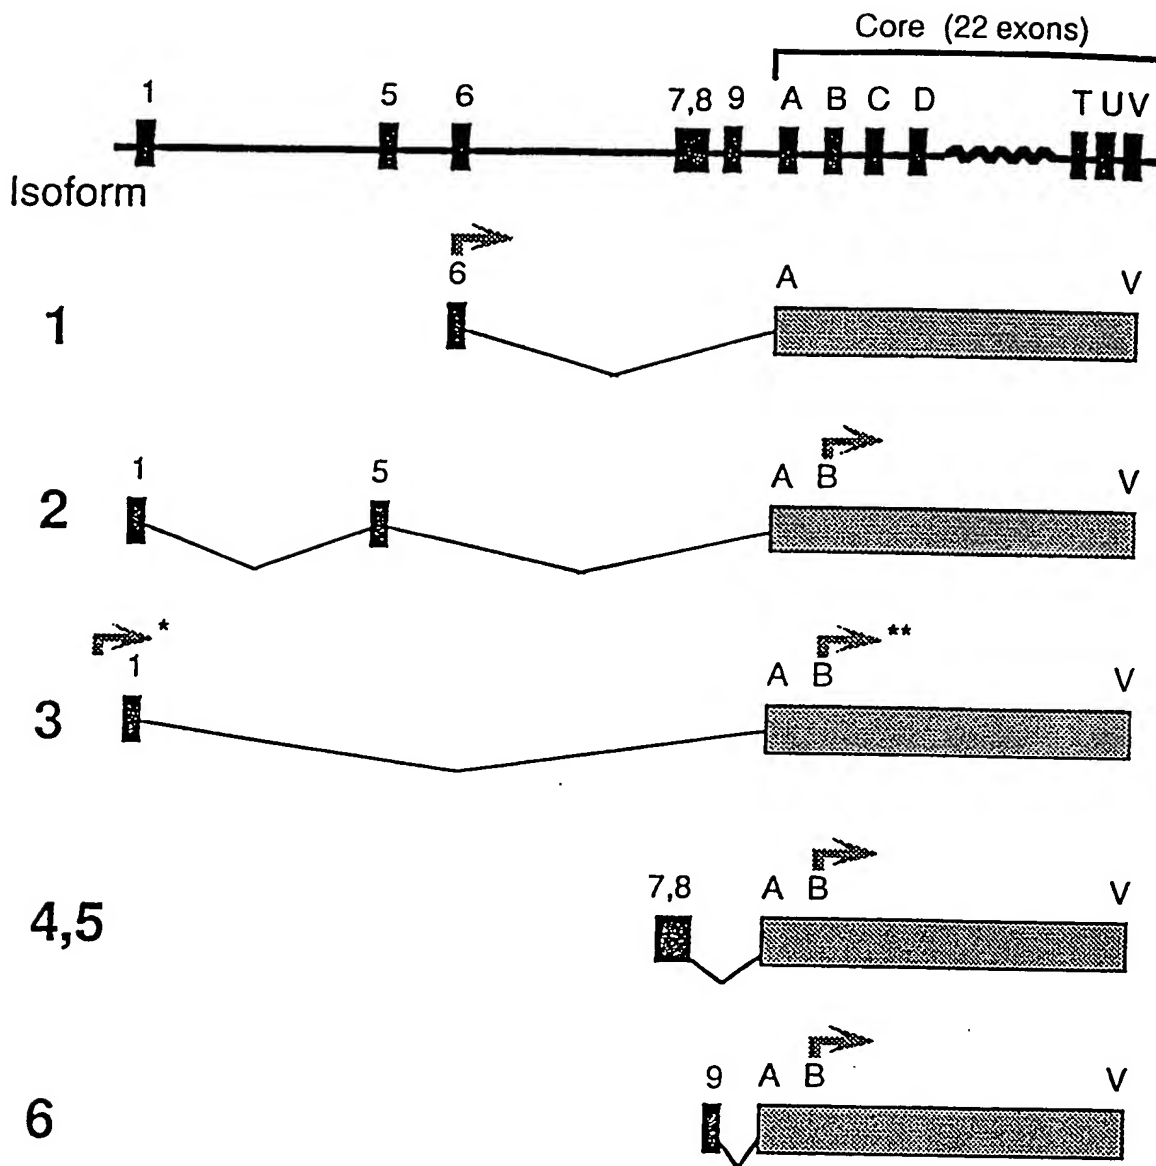 Core (22 exons)
1 5 6 7,8 9 A B C D T U V
Isoform
6 A V
1
B
1 5 A V
2
* **
1 A B V
3
7,8 A B V
4,5
9 A B V
6